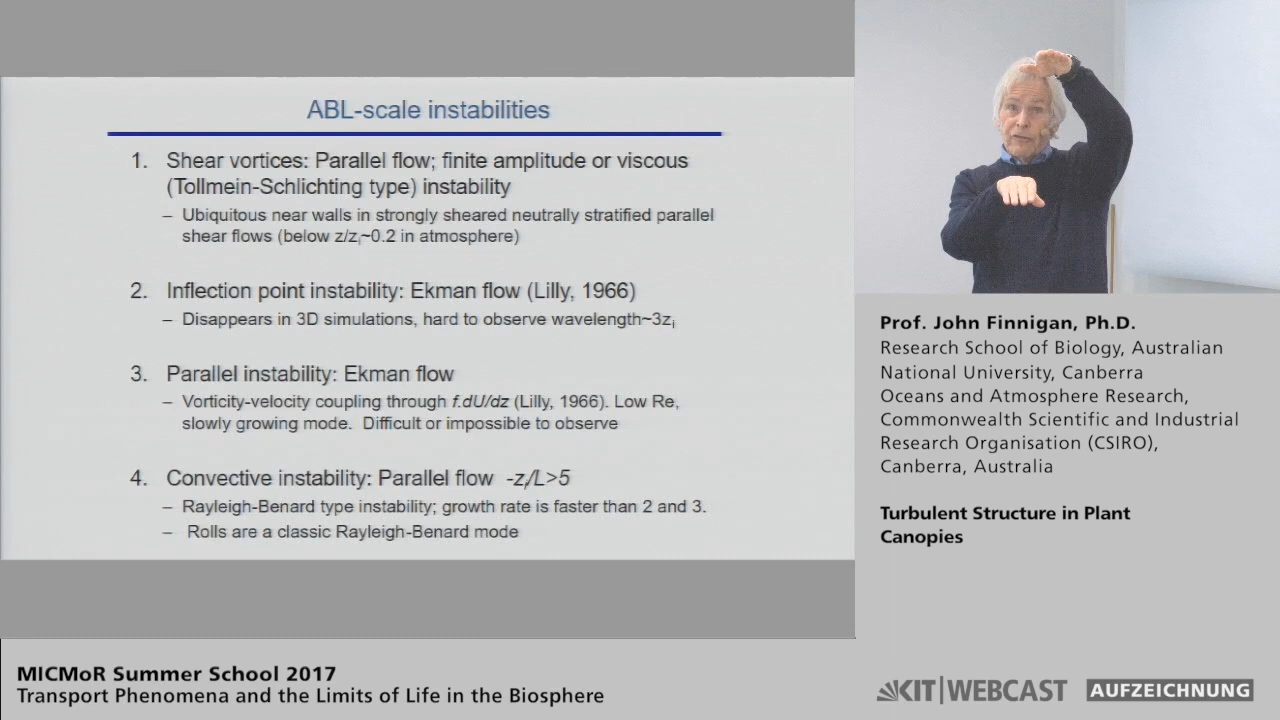 ABL-scale instabilities
1. Shear vortices: Parallel flow; finite amplitude or viscous
(Tollmein-Schlichting type) instability
– Ubiquitous near walls in strongly sheared neutrally stratified parallel
shear flows (below z/zi~0.2 in atmosphere)
2. Inflection point instability: Ekman flow (Lilly, 1966)
– Disappears in 3D simulations, hard to observe wavelength~3zi
3. Parallel instability: Ekman flow
– Vorticity-velocity coupling through f.dU/dz (Lilly, 1966). Low Re,
slowly growing mode. Difficult or impossible to observe
4. Convective instability: Parallel flow -zi/L>5
– Rayleigh-Benard type instability; growth rate is faster than 2 and 3.
– Rolls are a classic Rayleigh-Benard mode
Prof. John Finnigan, Ph.D.
Research School of Biology, Australian
National University, Canberra
Oceans and Atmosphere Research,
Commonwealth Scientific and Industrial
Research Organisation (CSIRO),
Canberra, Australia
Turbulent Structure in Plant
Canopies
MICMoR Summer School 2017
Transport Phenomena and the Limits of Life in the Biosphere
KIT|WEBCAST AUFZEICHNUNG